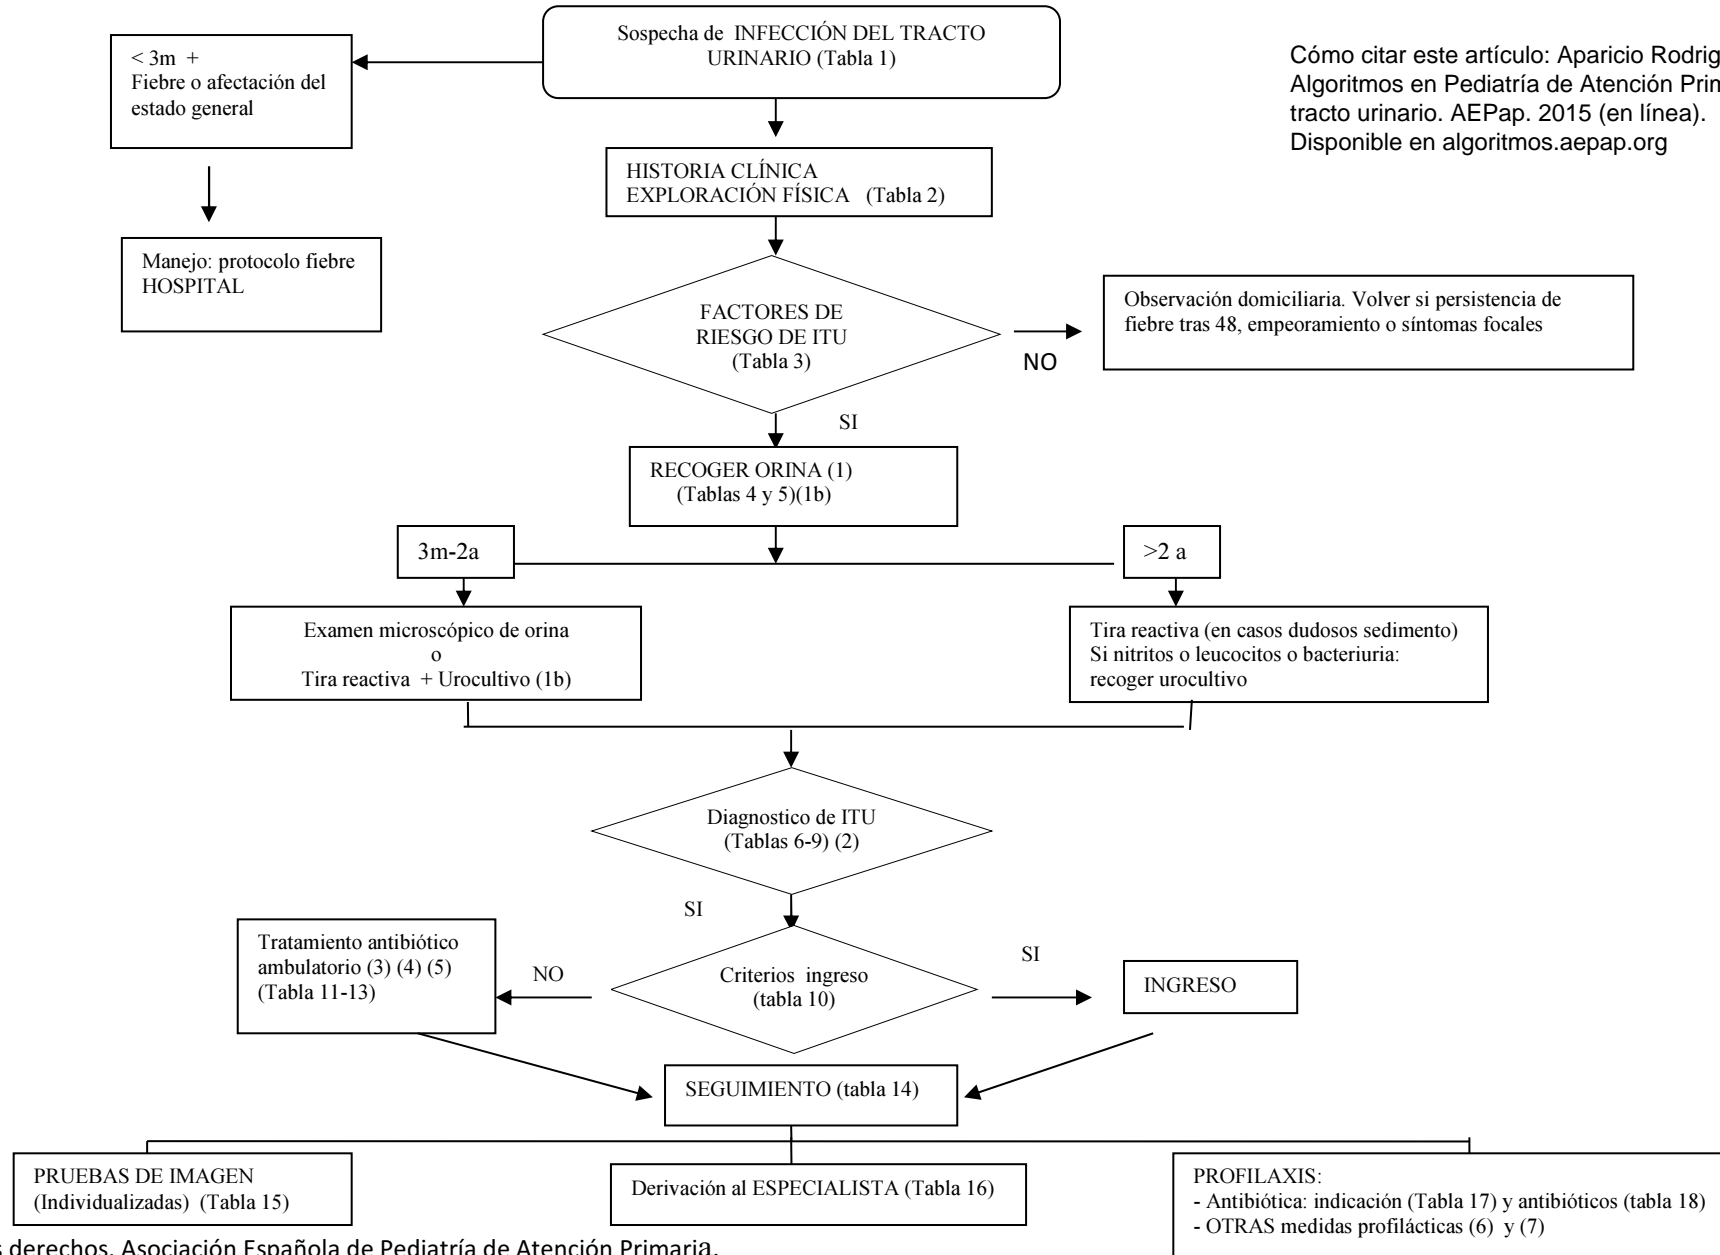 Sospecha de INFECCIÓN DEL TRACTO
URINARIO (Tabla 1)
< 3m +
Fiebre o afectación del
estado general
Cómo citar este artículo: Aparicio Rodrig
Algoritmos en Pediatría de Atención Prim
tracto urinario. AEPap. 2015 (en línea).
Disponible en algoritmos.aepap.org
HISTORIA CLÍNICA
EXPLORACIÓN FÍSICA (Tabla 2)
Manejo: protocolo fiebre
HOSPITAL
FACTORES DE
RIESGO DE ITU
(Tabla 3)
NO
Observación domiciliaria. Volver si persistencia de
fiebre tras 48, empeoramiento o síntomas focales
SI
RECOGER ORINA (1)
(Tablas 4 y 5)(1b)
3m-2a
>2 a
Examen microscópico de orina
o
Tira reactiva + Urocultivo (1b)
Tira reactiva (en casos dudosos sedimento)
Si nitritos o leucocitos o bacteriuria:
recoger urocultivo
Diagnostico de ITU
(Tablas 6-9) (2)
SI
Tratamiento antibiótico
ambulatorio (3) (4) (5)
(Tabla 11-13)
NO
Criterios ingreso
(tabla 10)
SI
INGRESO
SEGUIMIENTO (tabla 14)
PRUEBAS DE IMAGEN
(Individualizadas) (Tabla 15)
Derivación al ESPECIALISTA (Tabla 16)
PROFILAXIS:
- Antibiótica: indicación (Tabla 17) y antibióticos (tabla 18)
- OTRAS medidas profilácticas (6) y (7)
s derechos. Asociación Española de Pediatría de Atención Primaria.